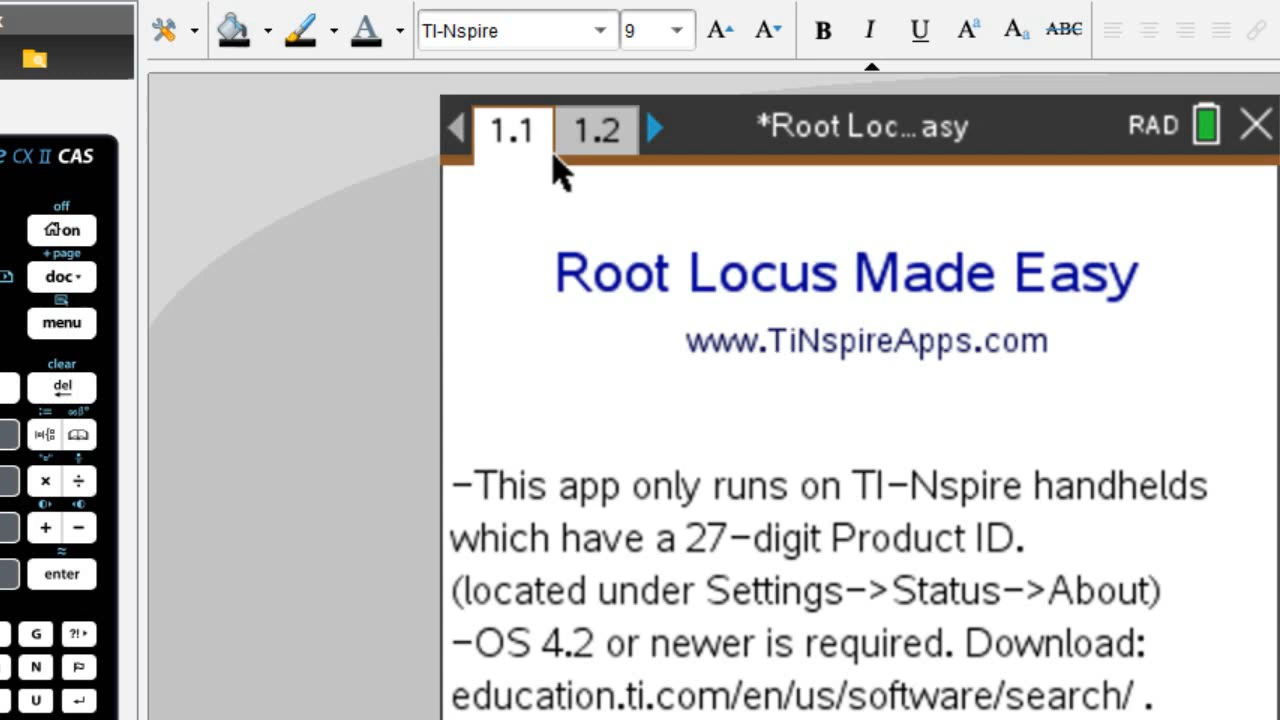 TI-Nspire
9
B I U
ABC
1.1
1.2
*Root Loc...asy
RAD
Root Locus Made Easy
www.TiNspireApps.com
-This app only runs on TI-Nspire handhelds
which have a 27-digit Product ID.
(located under Settings->Status->About)
-OS 4.2 or newer is required. Download:
education.ti.com/en/us/software/search/ .
CX II CAS
off
on
+ page
doc
menu
clear
del
enter
G
?!
N
U